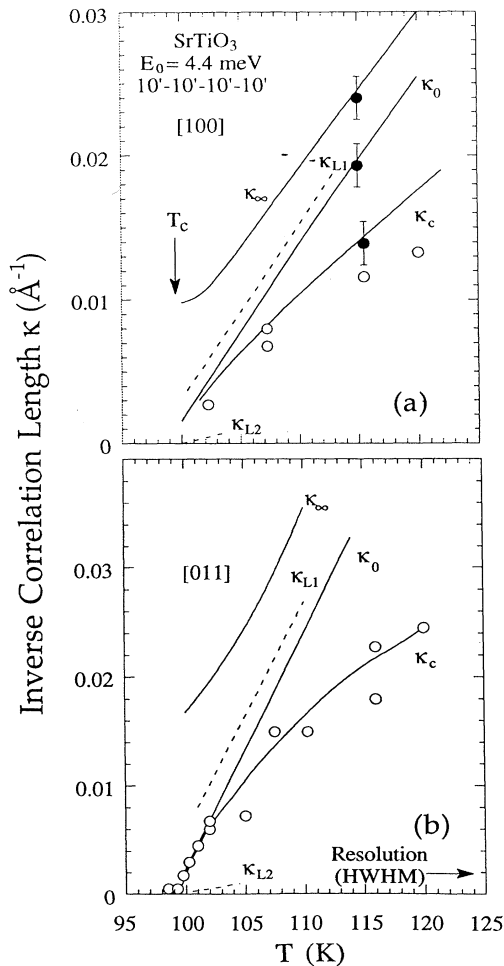 SrTiO₃
E₀ = 4.4 meV
10'-10'-10'-10'
[100]
κ₀
κL1
κ∞
κc
Tc
κL2
(a)
0.03
0.02
0.01
0
Inverse Correlation Length κ (Å⁻¹)
κ∞
[011]
κL1
κ₀
κc
κL2
(b)
Resolution
(HWHM)
0.03
0.02
0.01
0
95 100 105 110 115 120 125
T (K)